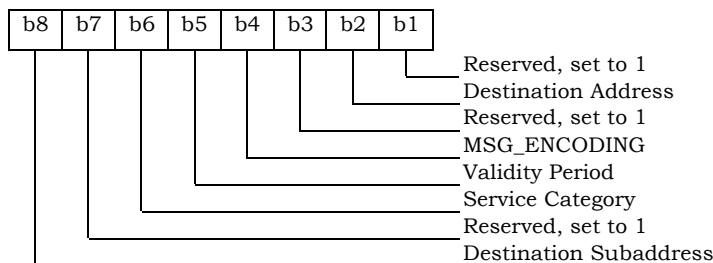 b8 b7 b6 b5 b4 b3 b2 b1
Reserved, set to 1
Destination Address
Reserved, set to 1
MSG_ENCODING
Validity Period
Service Category
Reserved, set to 1
Destination Subaddress